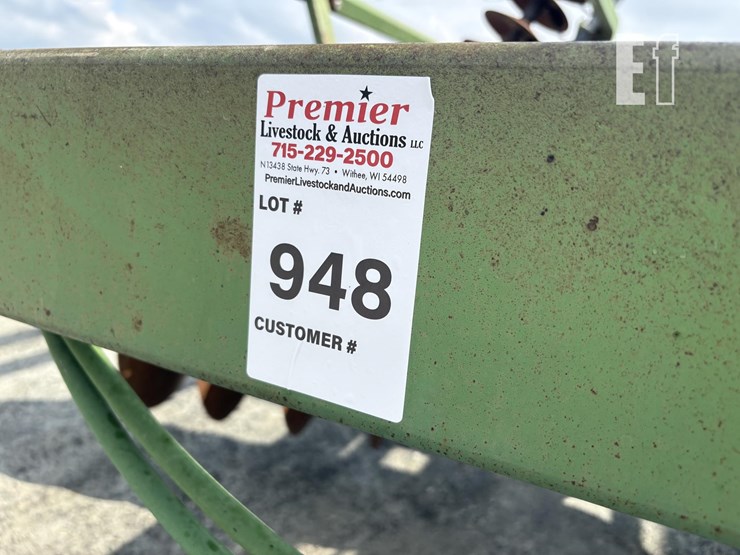 Ef
Premier
Livestock & Auctions LLC
715-229-2500
N13438 State Hwy. 73 • Withee, WI 54498
PremierLivestockandAuctions.com
LOT #
948
CUSTOMER #